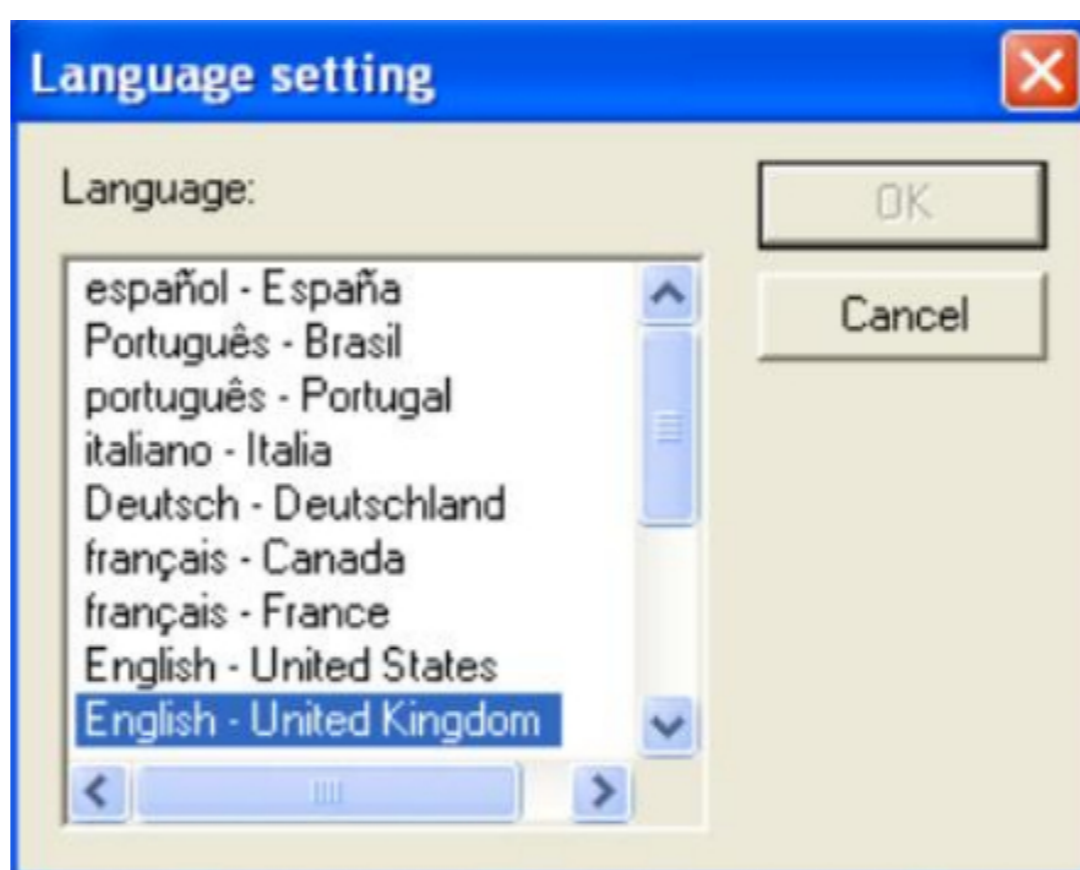 Language setting
Language:
OK
Cancel
español - España
Português - Brasil
português - Portugal
italiano - Italia
Deutsch - Deutschland
français - Canada
français - France
English - United States
English - United Kingdom